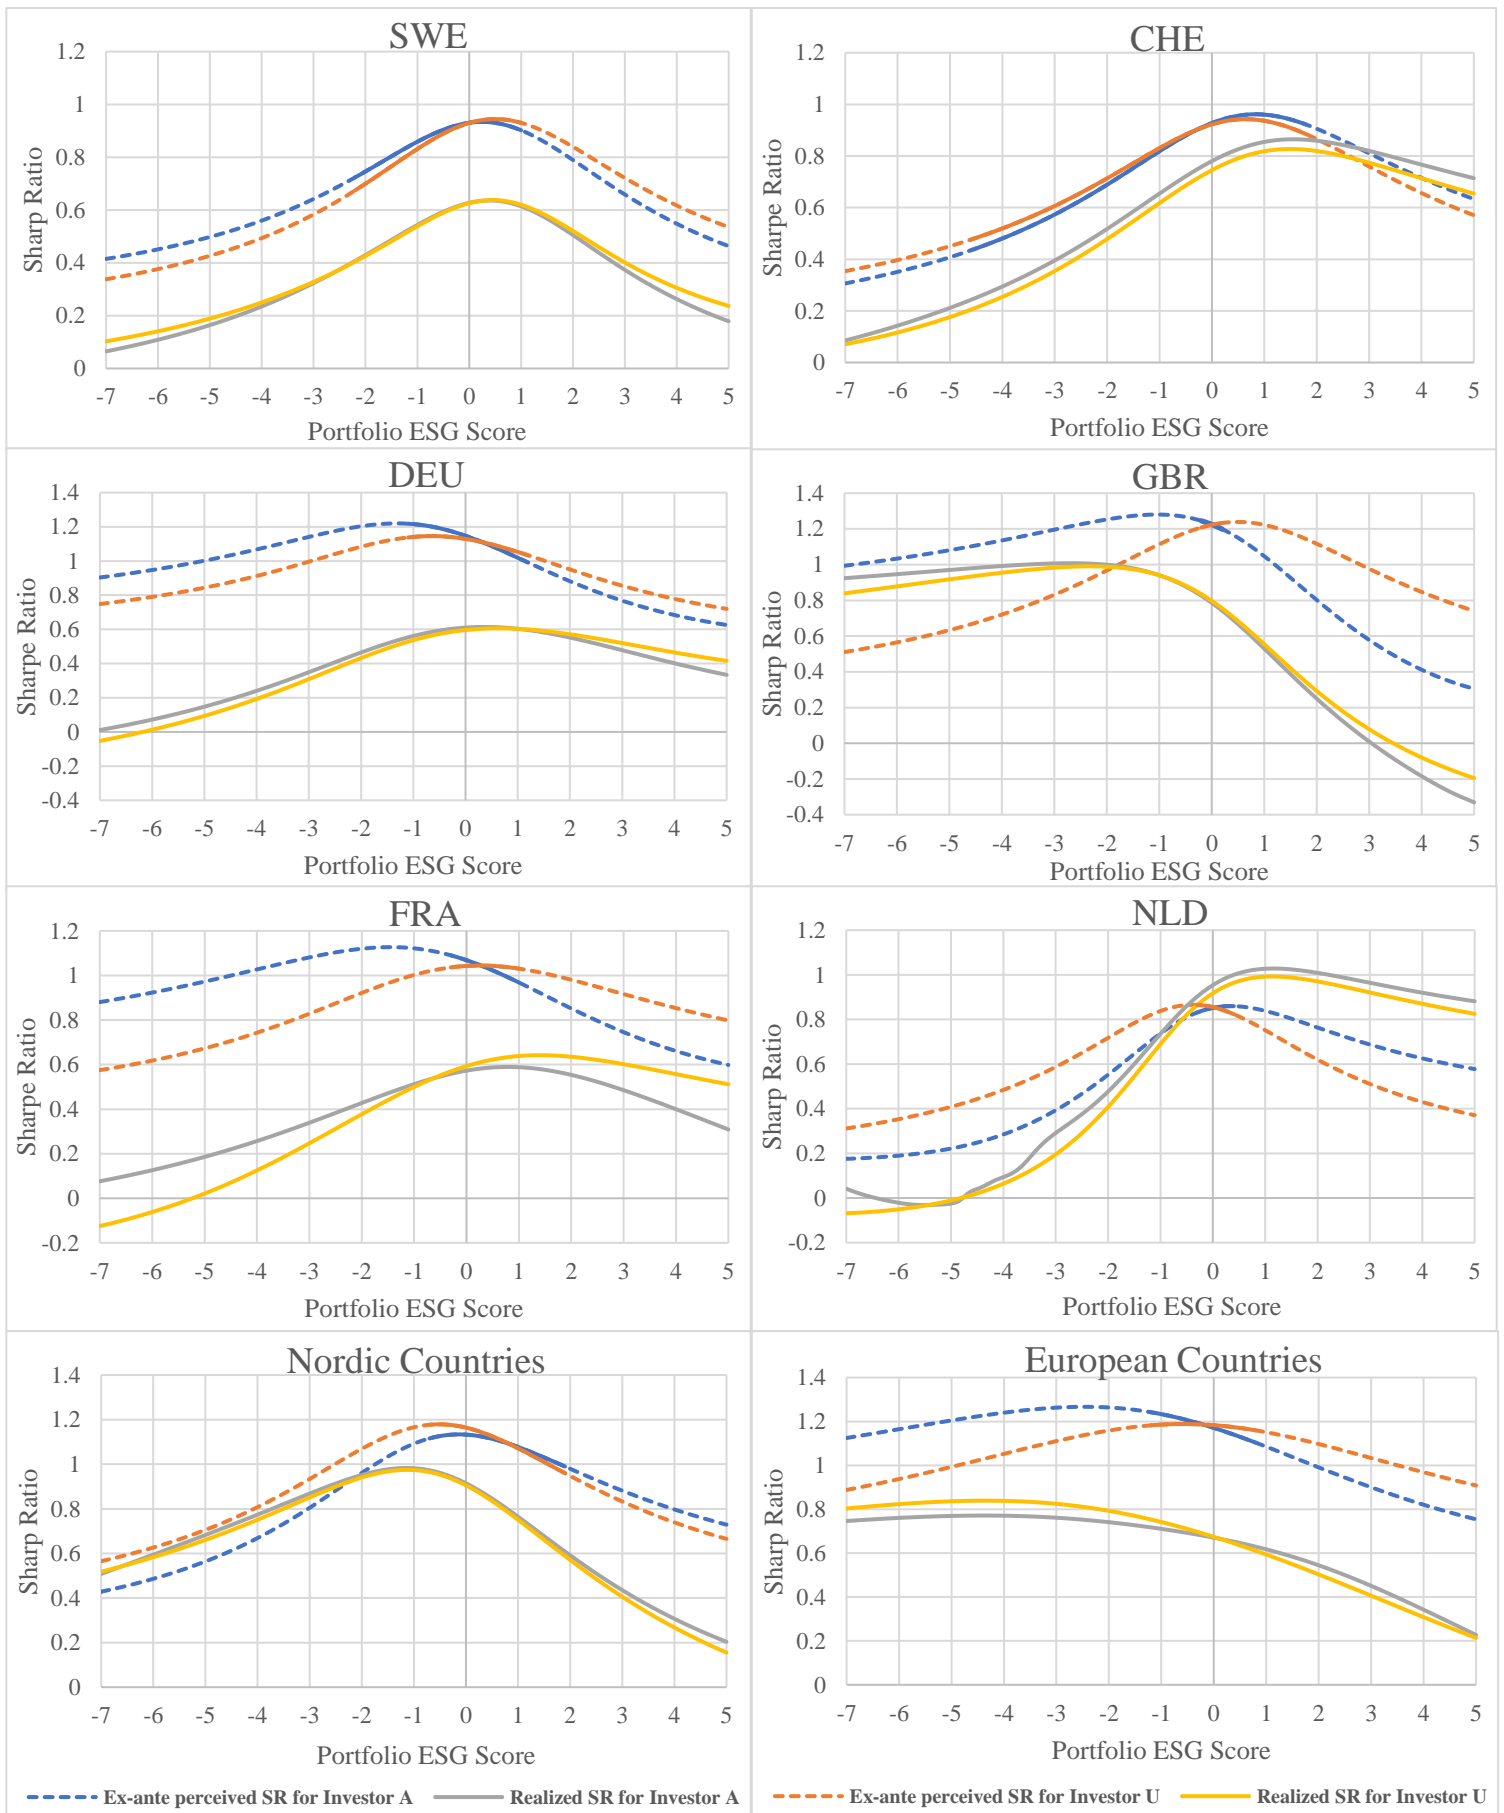 SWE
1.2
1
0.8
0.6
0.4
0.2
0
Sharp Ratio
-7 -6 -5 -4 -3 -2 -1 0 1 2 3 4 5
Portfolio ESG Score
CHE
1.2
1
0.8
0.6
0.4
0.2
0
Sharpe Ratio
-7 -6 -5 -4 -3 -2 -1 0 1 2 3 4 5
Portfolio ESG Score
DEU
1.4
1.2
1
0.8
0.6
0.4
0.2
0
-0.2
-0.4
Sharpe Ratio
-7 -6 -5 -4 -3 -2 -1 0 1 2 3 4 5
Portfolio ESG Score
GBR
1.4
1.2
1
0.8
0.6
0.4
0.2
0
-0.2
-0.4
Sharp Ratio
-7 -6 -5 -4 -3 -2 -1 0 1 2 3 4 5
Portfolio ESG Score
FRA
1.2
1
0.8
0.6
0.4
0.2
0
-0.2
Sharpe Ratio
-7 -6 -5 -4 -3 -2 -1 0 1 2 3 4 5
Portfolio ESG Score
NLD
1.2
1
0.8
0.6
0.4
0.2
0
-0.2
Sharp Ratio
-7 -6 -5 -4 -3 -2 -1 0 1 2 3 4 5
Portfolio ESG Score
Nordic Countries
1.4
1.2
1
0.8
0.6
0.4
0.2
0
Sharp Ratio
-7 -6 -5 -4 -3 -2 -1 0 1 2 3 4 5
Portfolio ESG Score
European Countries
1.4
1.2
1
0.8
0.6
0.4
0.2
0
Sharp Ratio
-7 -6 -5 -4 -3 -2 -1 0 1 2 3 4 5
Portfolio ESG Score
Ex-ante perceived SR for Investor A Realized SR for Investor A Ex-ante perceived SR for Investor U Realized SR for Investor U